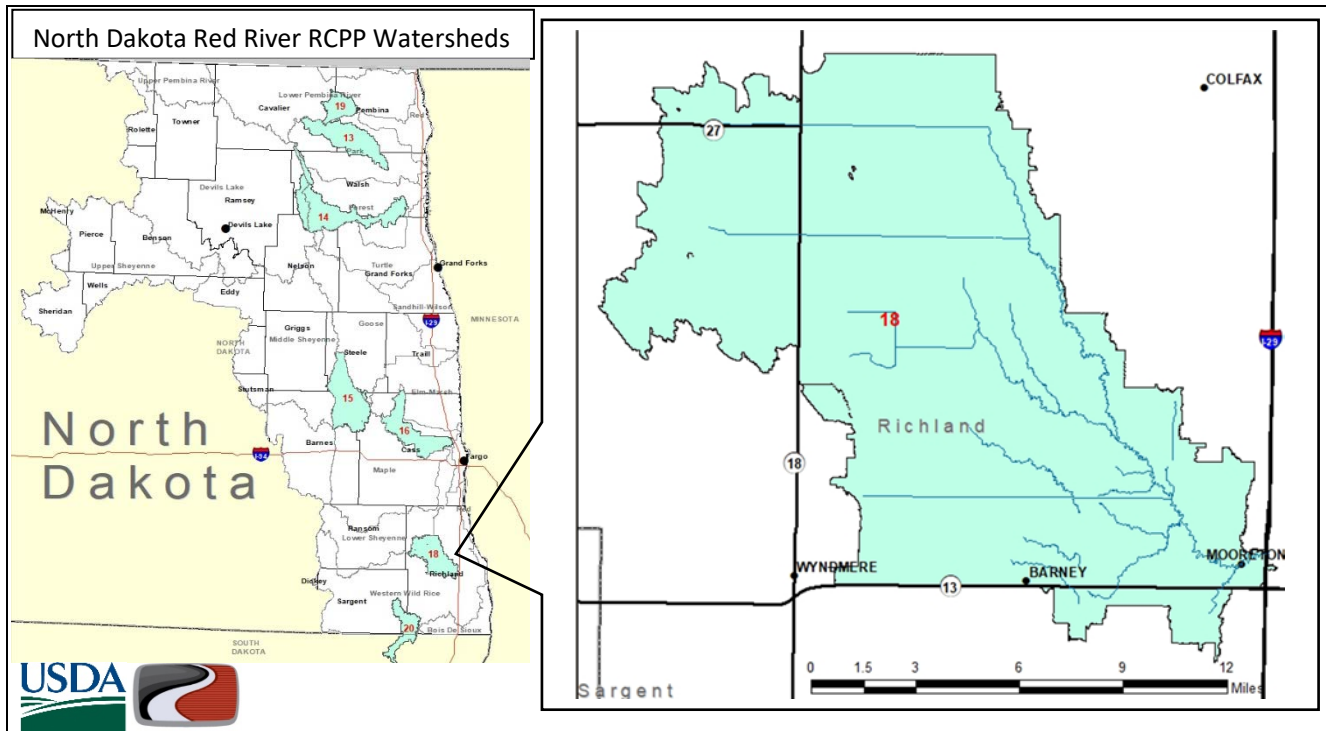 North Dakota Red River RCPP Watersheds
Upper Pembina River
Lower Pembina River
Cavalier
Pembina
Red
19
Towner
Rolette
13
Park
Walsh
Devils Lake
Ramsey
McHenry
Forest
14
Devils Lake
Pierce
Benson
Nelson
Turtle
Grand Forks
Grand Forks
Upper Sheyenne
Wells
Eddy
Sheridan
Sandhill-Wilson
Griggs
Goose
I-29
MINNESOTA
NORTH
DAKOTA
Middle Sheyenne
Steele
Traill
Stutsman
Elm-Marsh
15
16
North
Dakota
Barnes
Cass
I-94
Fargo
Maple
Red
Ransom
Lower Sheyenne
18
Richland
Dickey
Sargent
Western Wild Rice
20
Bois De Sioux
SOUTH
DAKOTA
USDA
COLFAX
27
18
I-29
Richland
18
WYNDMERE
BARNEY
MOORETON
13
0 1.5 3 6 9 12
Miles
Sargent